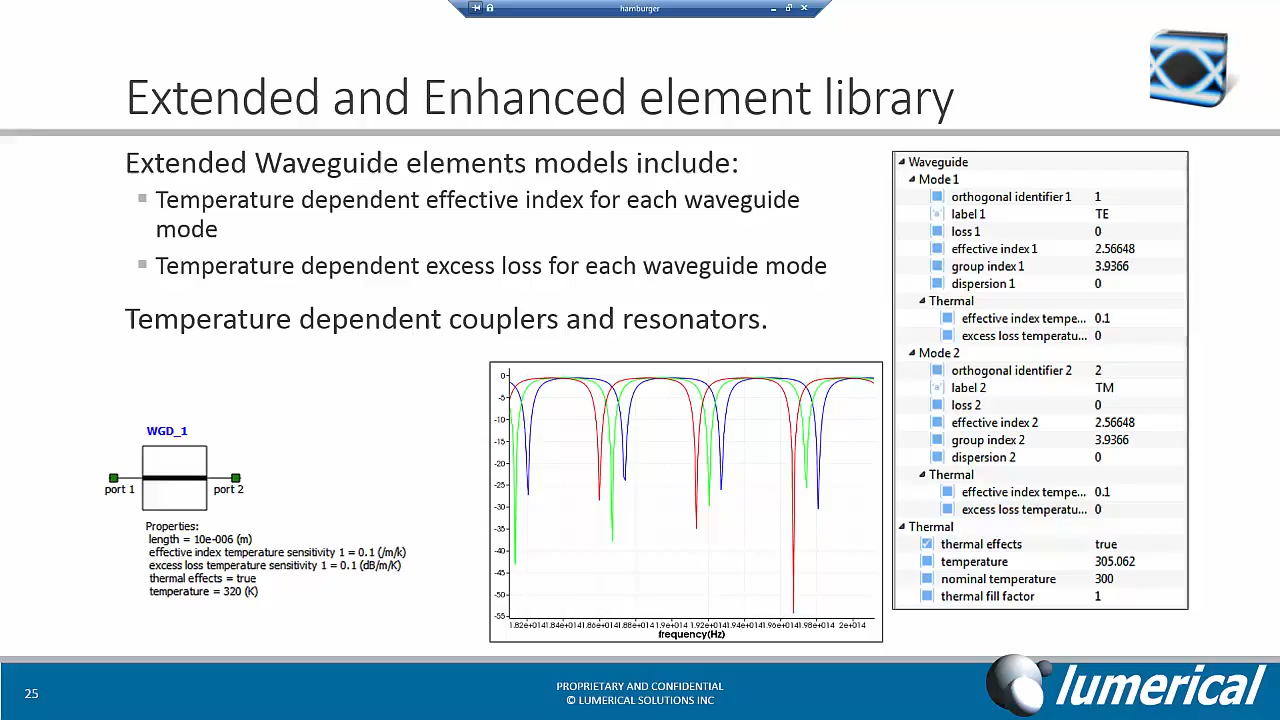 hamburger
Extended and Enhanced element library
Extended Waveguide elements models include:
Temperature dependent effective index for each waveguide
mode
Temperature dependent excess loss for each waveguide mode
Temperature dependent couplers and resonators.
WGD_1
port 1
port 2
Properties:
length = 10e-006 (m)
effective index temperature sensitivity 1 = 0.1 (/m/k)
excess loss temperature sensitivity 1 = 0.1 (dB/m/K)
thermal effects = true
temperature = 320 (K)
0
-5
-10
-15
-20
-25
-30
-35
-40
-45
-50
-55
1.82e+014 1.84e+014 1.86e+014 1.88e+014 1.9e+014 1.92e+014 1.94e+014 1.96e+014 1.98e+014 2e+014
frequency(Hz)
Waveguide
Mode 1
orthogonal identifier 1 1
label 1 TE
loss 1 0
effective index 1 2.56648
group index 1 3.9366
dispersion 1 0
Thermal
effective index tempe... 0.1
excess loss temperatu... 0
Mode 2
orthogonal identifier 2 2
label 2 TM
loss 2 0
effective index 2 2.56648
group index 2 3.9366
dispersion 2 0
Thermal
effective index tempe... 0.1
excess loss temperatu... 0
Thermal
thermal effects true
temperature 305.062
nominal temperature 300
thermal fill factor 1
25
PROPRIETARY AND CONFIDENTIAL
© LUMERICAL SOLUTIONS INC
lumerical